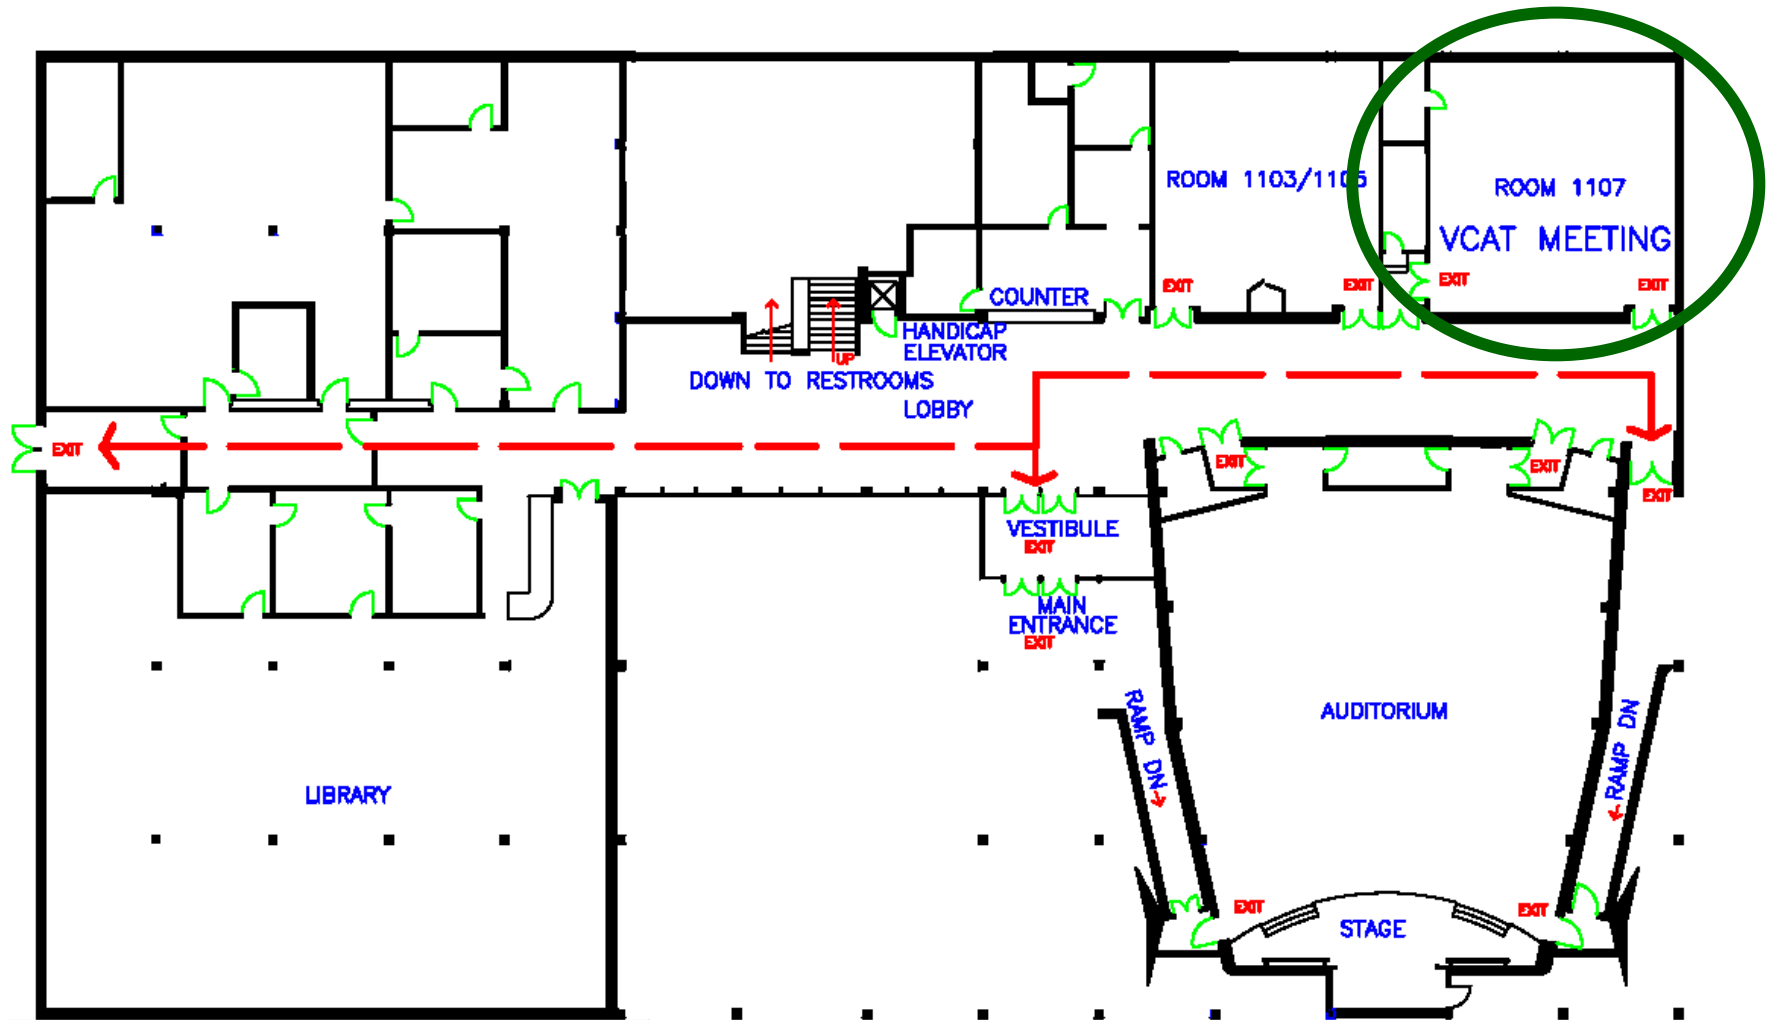 ROOM 1103/1105
ROOM 1107
VCAT MEETING
EXIT
EXIT
EXIT
EXIT
COUNTER
HANDICAP
ELEVATOR
UP
DOWN TO RESTROOMS
LOBBY
EXIT
EXIT
EXIT
EXIT
VESTIBULE
EXIT
MAIN
ENTRANCE
EXIT
RAMP DN
AUDITORIUM
RAMP DN
LIBRARY
EXIT
EXIT
STAGE